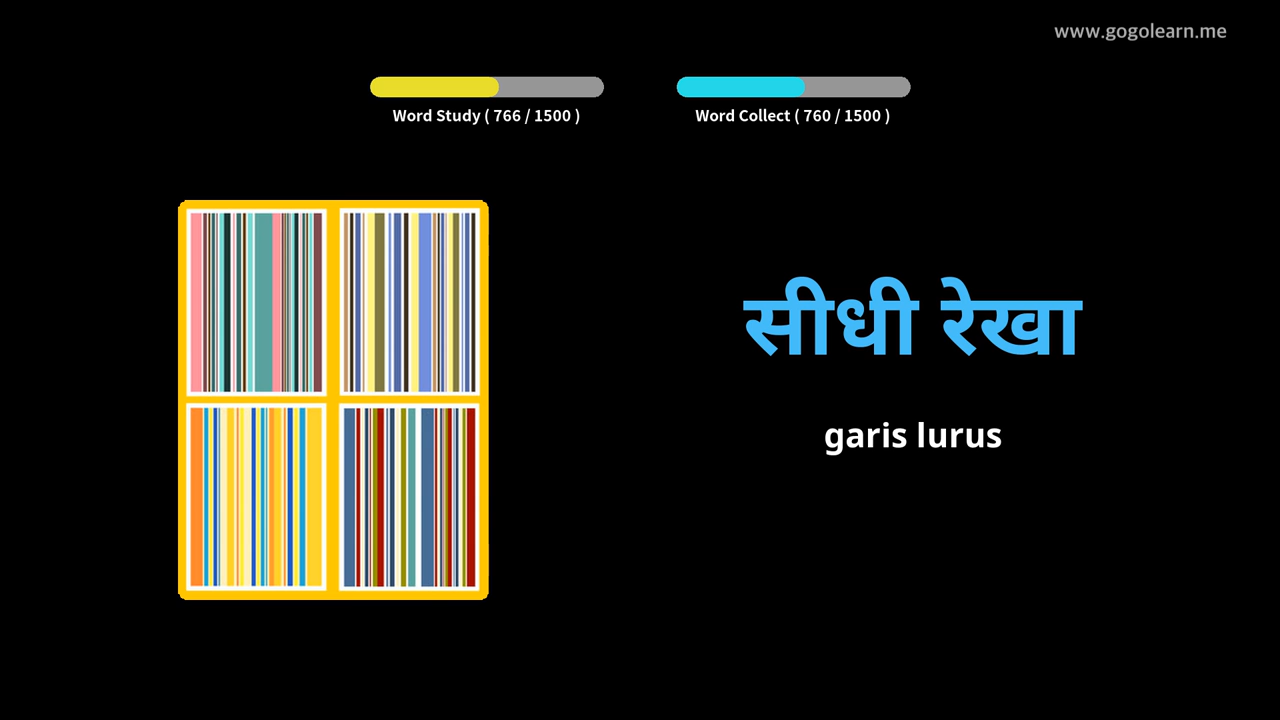 www.gogolearn.me
Word Study ( 766 / 1500 )
Word Collect ( 760 / 1500 )
सीधी रेखा
garis lurus